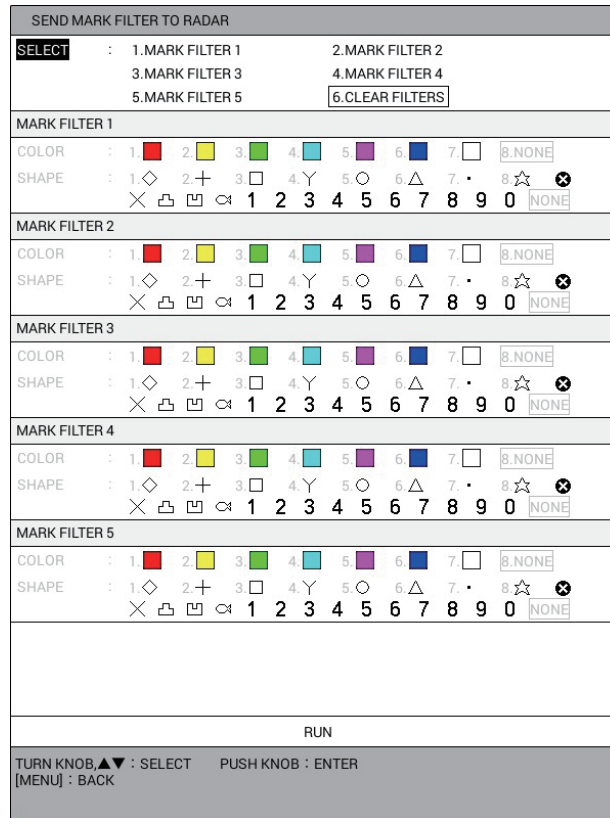 SEND MARK FILTER TO RADAR
SELECT : 1.MARK FILTER 1 2.MARK FILTER 2
3.MARK FILTER 3 4.MARK FILTER 4
5.MARK FILTER 5 6.CLEAR FILTERS
MARK FILTER 1
COLOR : 1. 2. 3. 4. 5. 6. 7. 8.NONE
SHAPE : 1. 2. 3. 4. 5. 6. 7. 8.
1 2 3 4 5 6 7 8 9 0 NONE
MARK FILTER 2
COLOR : 1. 2. 3. 4. 5. 6. 7. 8.NONE
SHAPE : 1. 2. 3. 4. 5. 6. 7. 8.
1 2 3 4 5 6 7 8 9 0 NONE
MARK FILTER 3
COLOR : 1. 2. 3. 4. 5. 6. 7. 8.NONE
SHAPE : 1. 2. 3. 4. 5. 6. 7. 8.
1 2 3 4 5 6 7 8 9 0 NONE
MARK FILTER 4
COLOR : 1. 2. 3. 4. 5. 6. 7. 8.NONE
SHAPE : 1. 2. 3. 4. 5. 6. 7. 8.
1 2 3 4 5 6 7 8 9 0 NONE
MARK FILTER 5
COLOR : 1. 2. 3. 4. 5. 6. 7. 8.NONE
SHAPE : 1. 2. 3. 4. 5. 6. 7. 8.
1 2 3 4 5 6 7 8 9 0 NONE
RUN
TURN KNOB,▲▼ : SELECT PUSH KNOB : ENTER
[MENU] : BACK